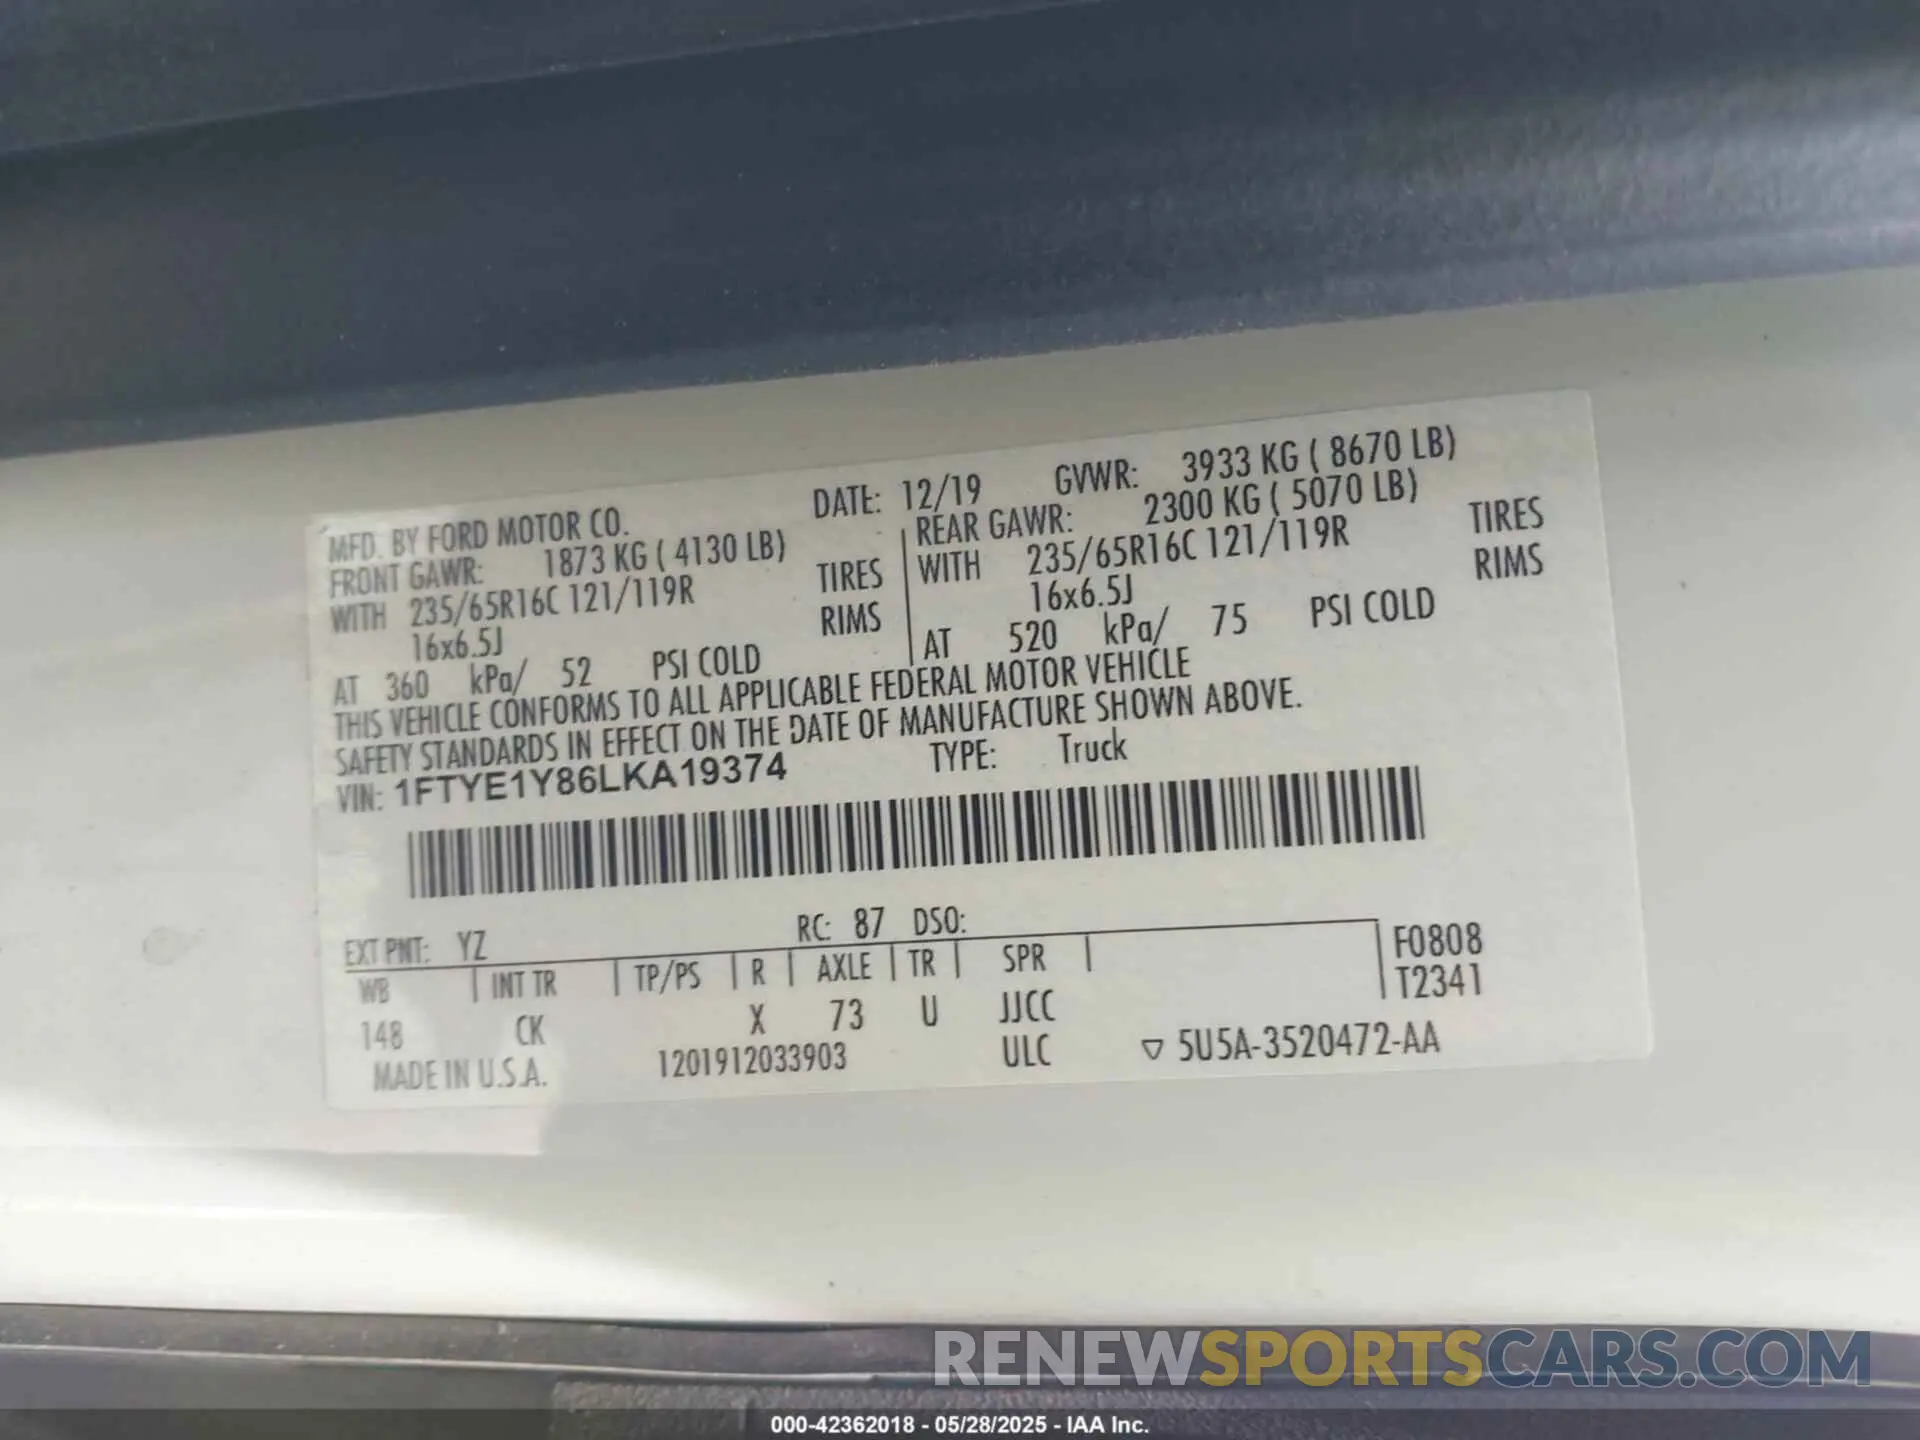 MFD. BY FORD MOTOR CO. DATE: 12/19 GVWR: 3933 KG ( 8670 LB)
FRONT GAWR: 1873 KG ( 4130 LB) REAR GAWR: 2300 KG ( 5070 LB)
WITH 235/65R16C 121/119R TIRES WITH 235/65R16C 121/119R TIRES
16x6.5J RIMS 16x6.5J RIMS
AT 360 kPa/ 52 PSI COLD AT 520 kPa/ 75 PSI COLD
THIS VEHICLE CONFORMS TO ALL APPLICABLE FEDERAL MOTOR VEHICLE
SAFETY STANDARDS IN EFFECT ON THE DATE OF MANUFACTURE SHOWN ABOVE.
VIN: 1FTYE1Y86LKA19374 TYPE: Truck
EXT PNT: YZ RC: 87 DSO:
WB INT TR TP/PS R AXLE TR SPR F0808
T2341
148 CK X 73 U JJCC
MADE IN U.S.A. 1201912033903 ULC ▽ 5U5A-3520472-AA
RENEWSPORTSCARS.COM
000-42362018 - 05/28/2025 - IAA Inc.